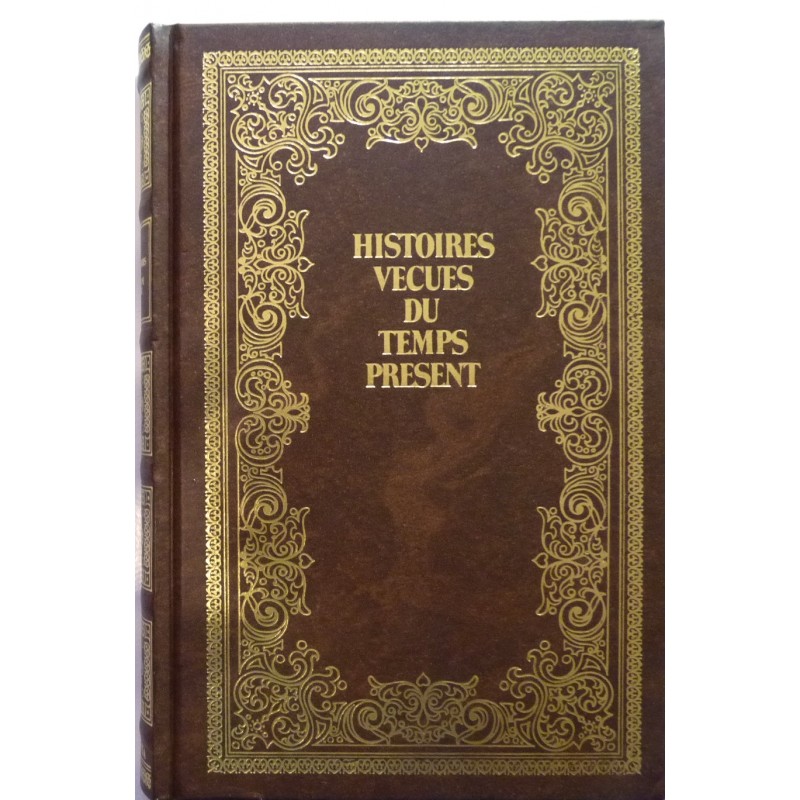 HISTOIRES
VECUES
DU
TEMPS
PRESENT